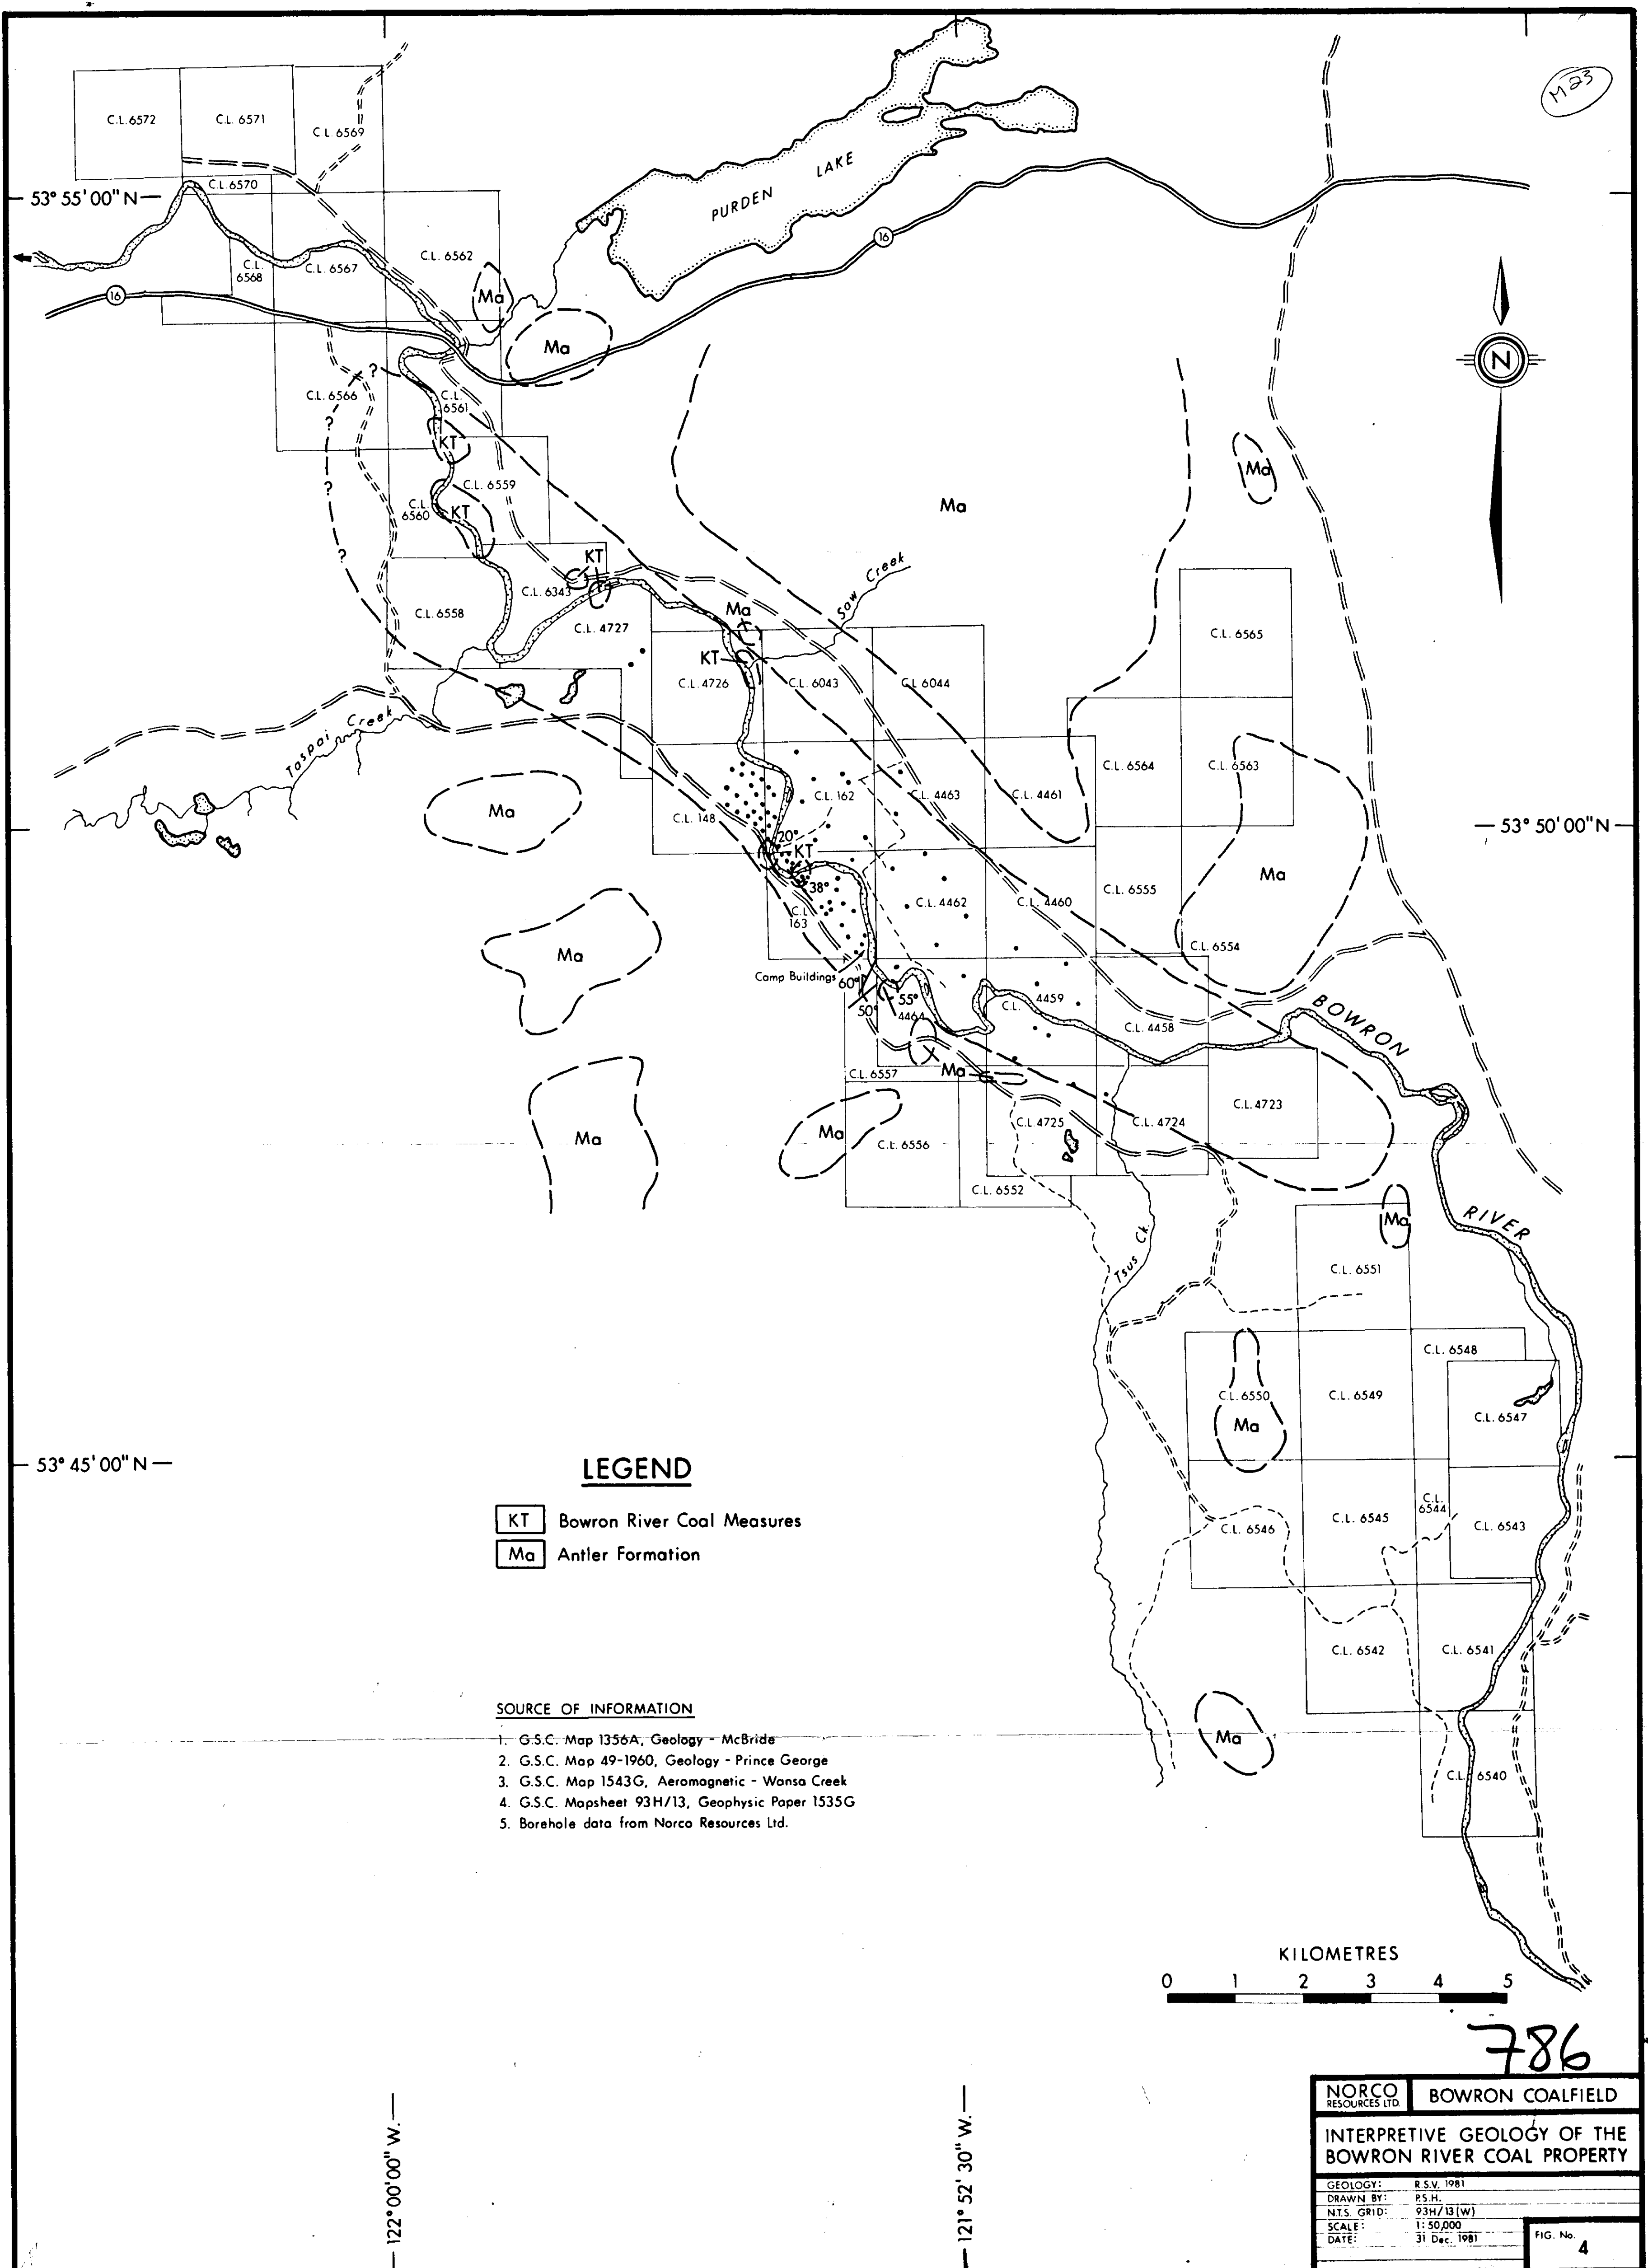 M23
C.L.6572
C.L. 6571
C.L. 6569
C.L. 6570
53° 55' 00" N
PURDEN LAKE
16
C.L. 6562
C.L.
6568
C.L. 6567
Ma
16
Ma
N
?
C.L. 6566
C.L.
6561
?
KT
Ma
?
C.L. 6559
C.L.
6560
KT
Ma
?
KT
Saw Creek
C.L. 6343
C.L. 6558
C.L. 4727
Ma
C.L. 6565
KT
C.L. 4726
C.L. 6043
C.L. 6044
Taspai Creek
C.L. 6564
C.L. 6563
Ma
C.L. 162
C.L. 4463
C.L. 4461
C.L. 148
53° 50' 00" N
20°
KT
38°
Ma
C.L. 6555
C.L.
163
C.L. 4462
C.L. 4460
Ma
C.L. 6554
Camp Buildings
60°
55°
50°
4464
C.L. 4459
C.L. 4458
BOWRON
C.L. 6557
Ma
C.L. 4723
Ma
Ma
C.L. 6556
C.L. 4725
C.L. 4724
C.L. 6552
Ma
RIVER
Tsus Ck.
C.L. 6551
C.L. 6548
C.L. 6550
C.L. 6549
Ma
C.L. 6547
53° 45' 00" N
LEGEND
KT Bowron River Coal Measures
Ma Antler Formation
C.L.
6544
C.L. 6546
C.L. 6545
C.L. 6543
C.L. 6542
C.L. 6541
Ma
C.L. 6540
SOURCE OF INFORMATION
1. G.S.C. Map 1356A, Geology - McBride
2. G.S.C. Map 49-1960, Geology - Prince George
3. G.S.C. Map 1543G, Aeromagnetic - Wansa Creek
4. G.S.C. Mapsheet 93H/13, Geophysic Paper 1535G
5. Borehole data from Norco Resources Ltd.
KILOMETRES
0 1 2 3 4 5
786
122° 00' 00" W.
121° 52' 30" W.
NORCO
RESOURCES LTD.
BOWRON COALFIELD
INTERPRETIVE GEOLOGY OF THE
BOWRON RIVER COAL PROPERTY
GEOLOGY: R.S.V. 1981
DRAWN BY: P.S.H.
N.T.S. GRID: 93H/13(W)
SCALE: 1:50,000
DATE: 31 Dec. 1981
FIG. No.
4